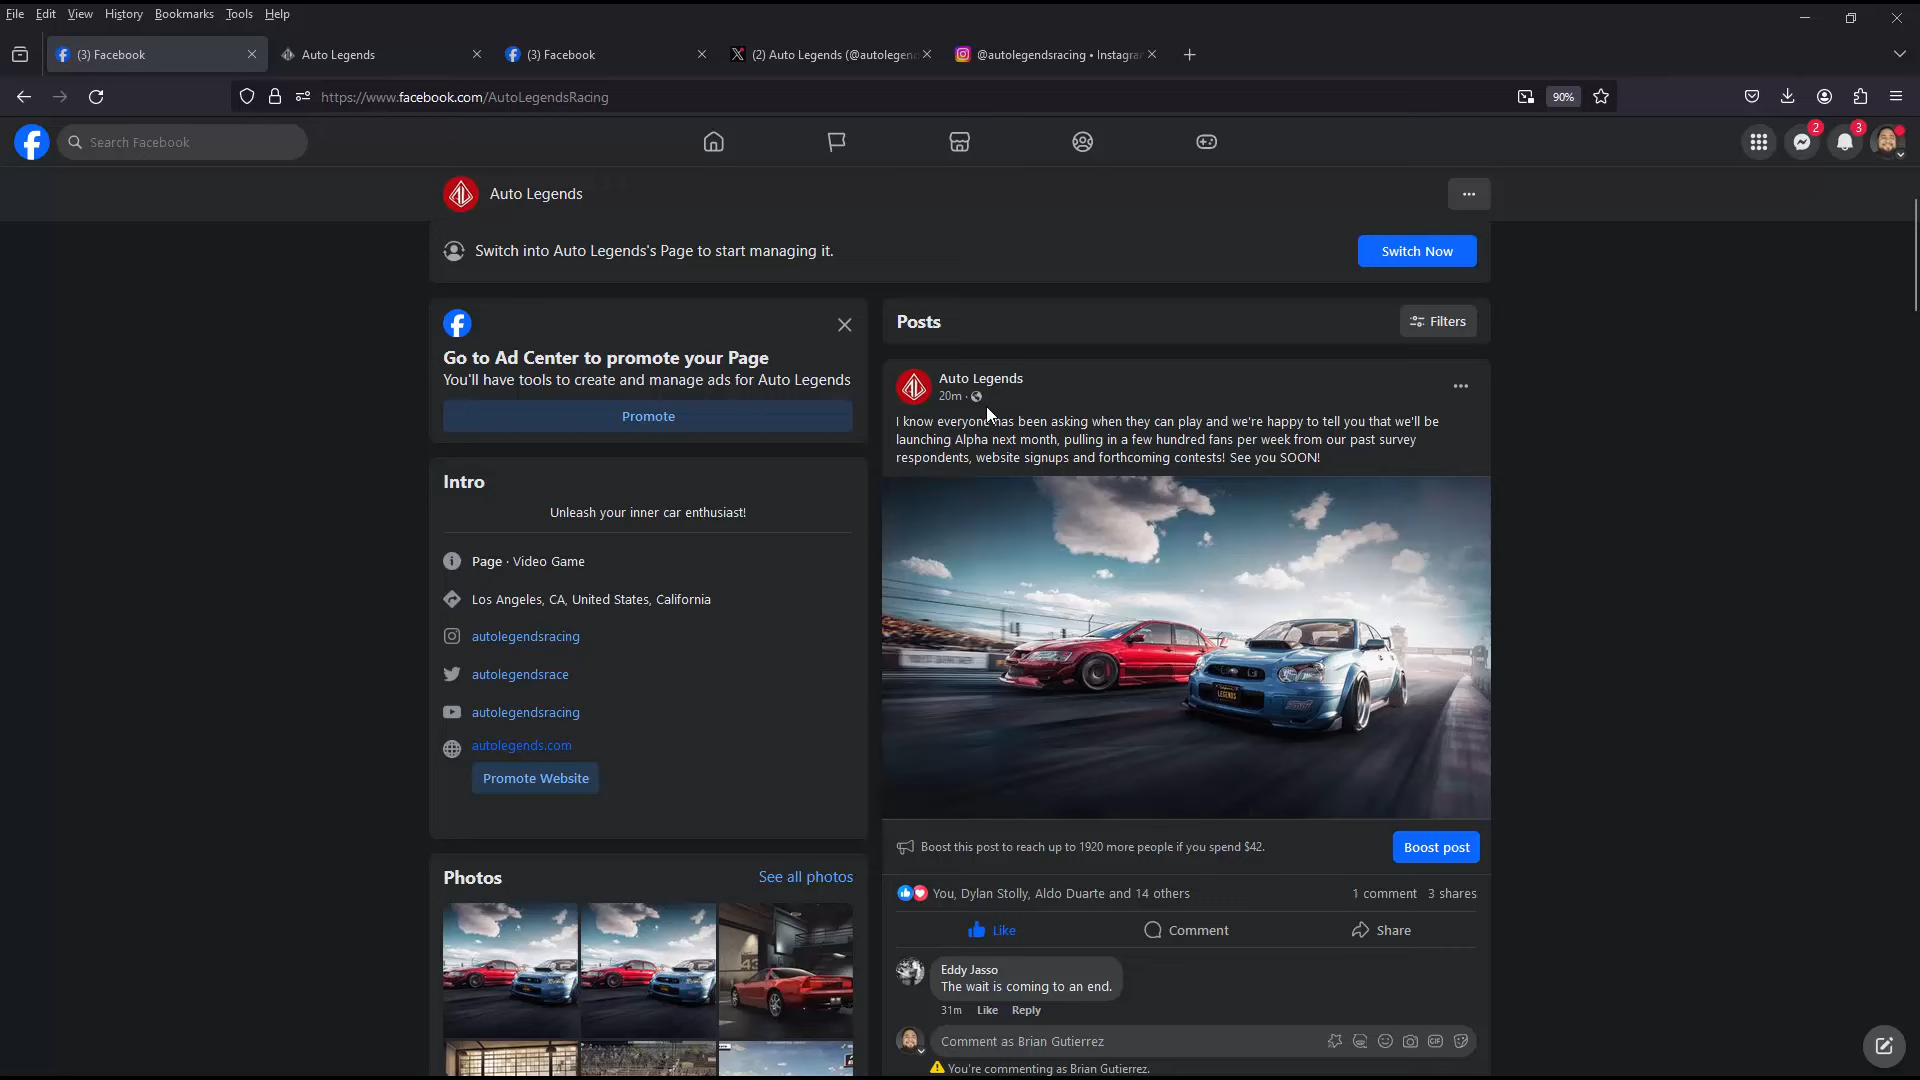 File Edit View History Bookmarks Tools Help
(3) Facebook
Auto Legends
(3) Facebook
(2) Auto Legends (@autolegend
@autolegendsracing • Instagram
https://www.facebook.com/AutoLegendsRacing
90%
Search Facebook
2
3
Auto Legends
Switch into Auto Legends's Page to start managing it.
Switch Now
Go to Ad Center to promote your Page
You'll have tools to create and manage ads for Auto Legends
Promote
Intro
Unleash your inner car enthusiast!
Page · Video Game
Los Angeles, CA, United States, California
autolegendsracing
autolegendsrace
autolegendsracing
autolegends.com
Promote Website
Photos
See all photos
Posts
Filters
Auto Legends
20m ·
I know everyone has been asking when they can play and we're happy to tell you that we'll be
launching Alpha next month, pulling in a few hundred fans per week from our past survey
respondents, website signups and forthcoming contests! See you SOON!
LEGENDS
Boost this post to reach up to 1920 more people if you spend $42.
Boost post
You, Dylan Stolly, Aldo Duarte and 14 others
1 comment 3 shares
Like
Comment
Share
Eddy Jasso
The wait is coming to an end.
31m Like Reply
Comment as Brian Gutierrez
GIF
You're commenting as Brian Gutierrez.